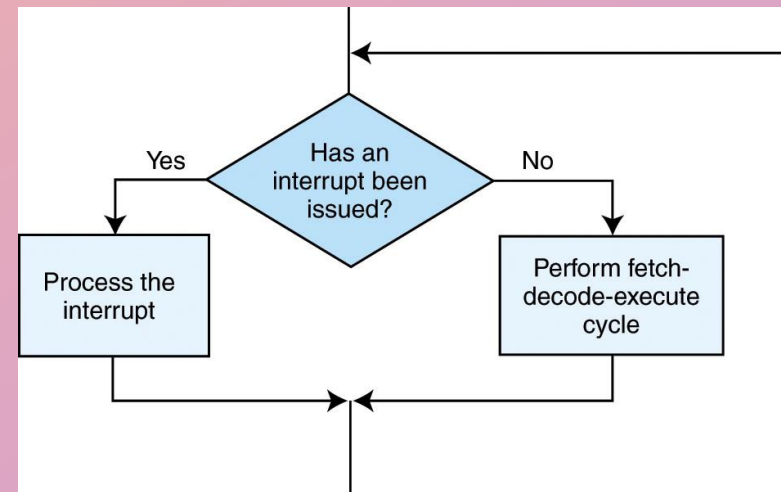 Yes
Has an
interrupt been
issued?
No
Process the
interrupt
Perform fetch-
decode-execute
cycle